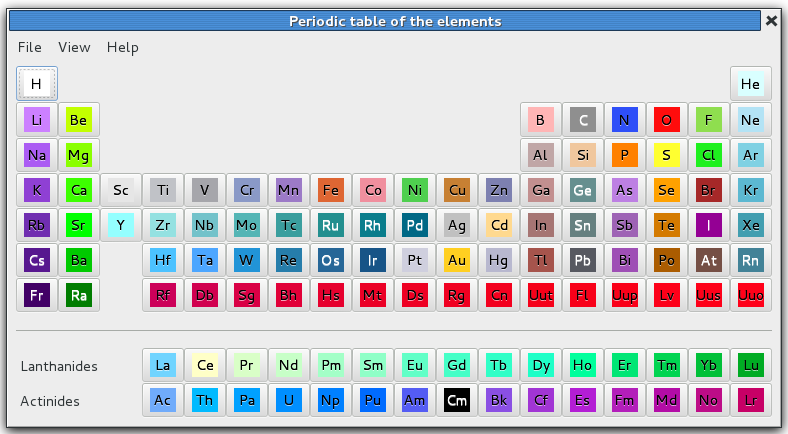 Periodic table of the elements
File View Help
H He
Li Be B C N O F Ne
Na Mg Al Si P S Cl Ar
K Ca Sc Ti V Cr Mn Fe Co Ni Cu Zn Ga Ge As Se Br Kr
Rb Sr Y Zr Nb Mo Tc Ru Rh Pd Ag Cd In Sn Sb Te I Xe
Cs Ba Hf Ta W Re Os Ir Pt Au Hg Tl Pb Bi Po At Rn
Fr Ra Rf Db Sg Bh Hs Mt Ds Rg Cn Uut Fl Uup Lv Uus Uuo
Lanthanides La Ce Pr Nd Pm Sm Eu Gd Tb Dy Ho Er Tm Yb Lu
Actinides Ac Th Pa U Np Pu Am Cm Bk Cf Es Fm Md No Lr